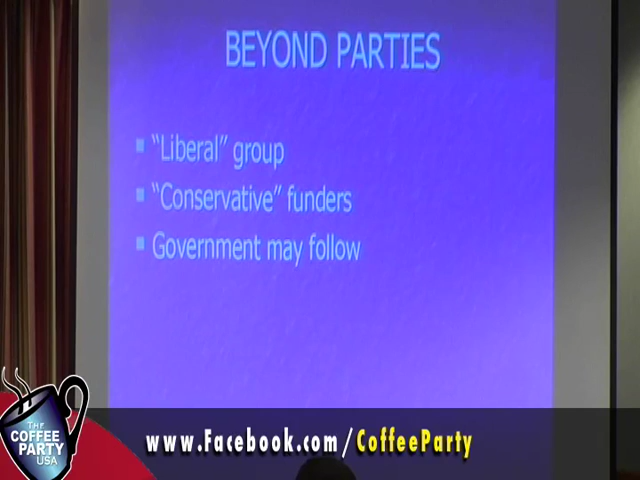 BEYOND PARTIES
"Liberal" group
"Conservative" funders
Government may follow
THE
COFFEE
PARTY
USA
www.Facebook.com/CoffeeParty